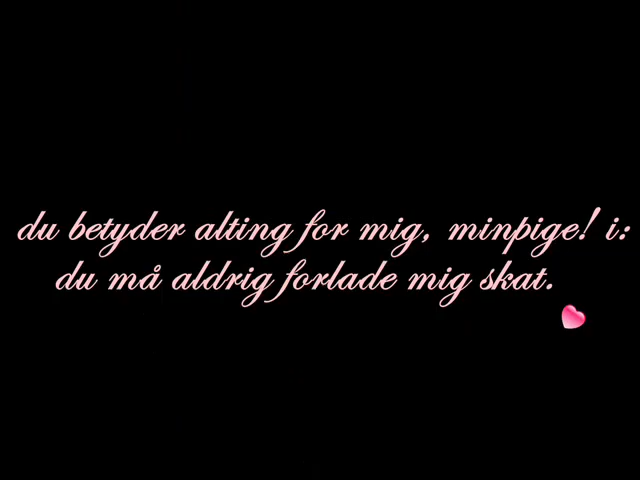 du betyder alting for mig, minpige! i:
du må aldrig forlade mig skat.